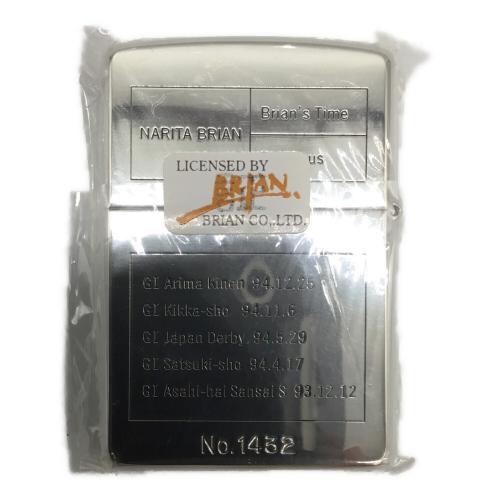 Brian's Time
NARITA BRIAN
us
LICENSED BY
BRIAN.
BRIAN CO.,LTD.
GI Arima Kinen 94.12.25
GI Kikka-sho 94.11.6
GI Japan Derby 94.5.29
GI Satsuki-sho 94.4.17
GI Asahi-hai Sansai S 93.12.12
No.1432